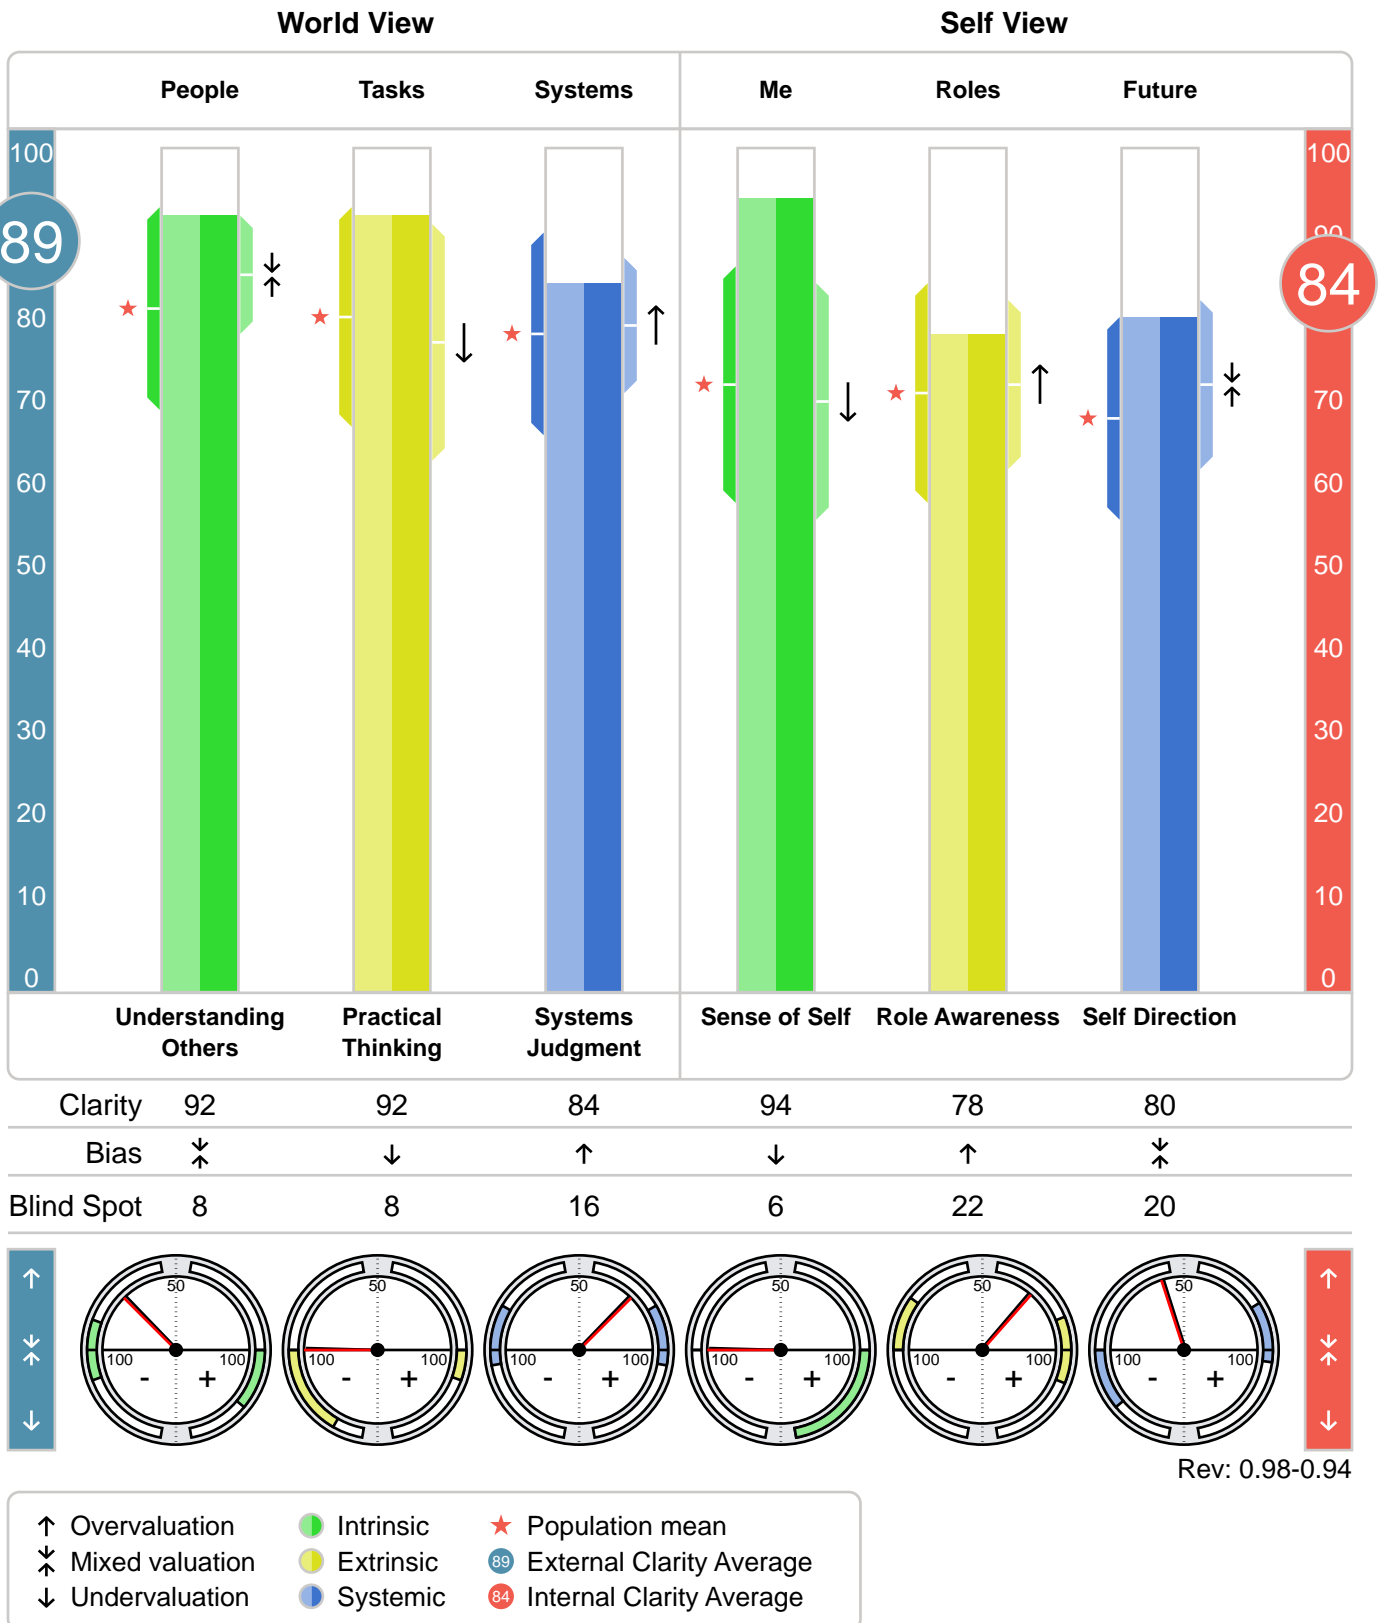 World View Self View
People Tasks Systems Me Roles Future
100 100
89 90
84
80
70 70
60 60
50 50
40 40
30 30
20 20
10 10
0 0
Understanding Others Practical Thinking Systems Judgment Sense of Self Role Awareness Self Direction
Clarity 92 92 84 94 78 80
Bias ↓↑ ↓ ↑ ↓ ↑ ↓↑
Blind Spot 8 8 16 6 22 20
↑ ↑
50 50 50 50 50 50
↓↑ 100 100 100 100 100 100 100 100 100 100 100 100 ↓↑
- + - + - + - + - + - +
↓ ↓
Rev: 0.98-0.94
↑ Overvaluation Intrinsic ★ Population mean
↓↑ Mixed valuation Extrinsic 89 External Clarity Average
↓ Undervaluation Systemic 84 Internal Clarity Average